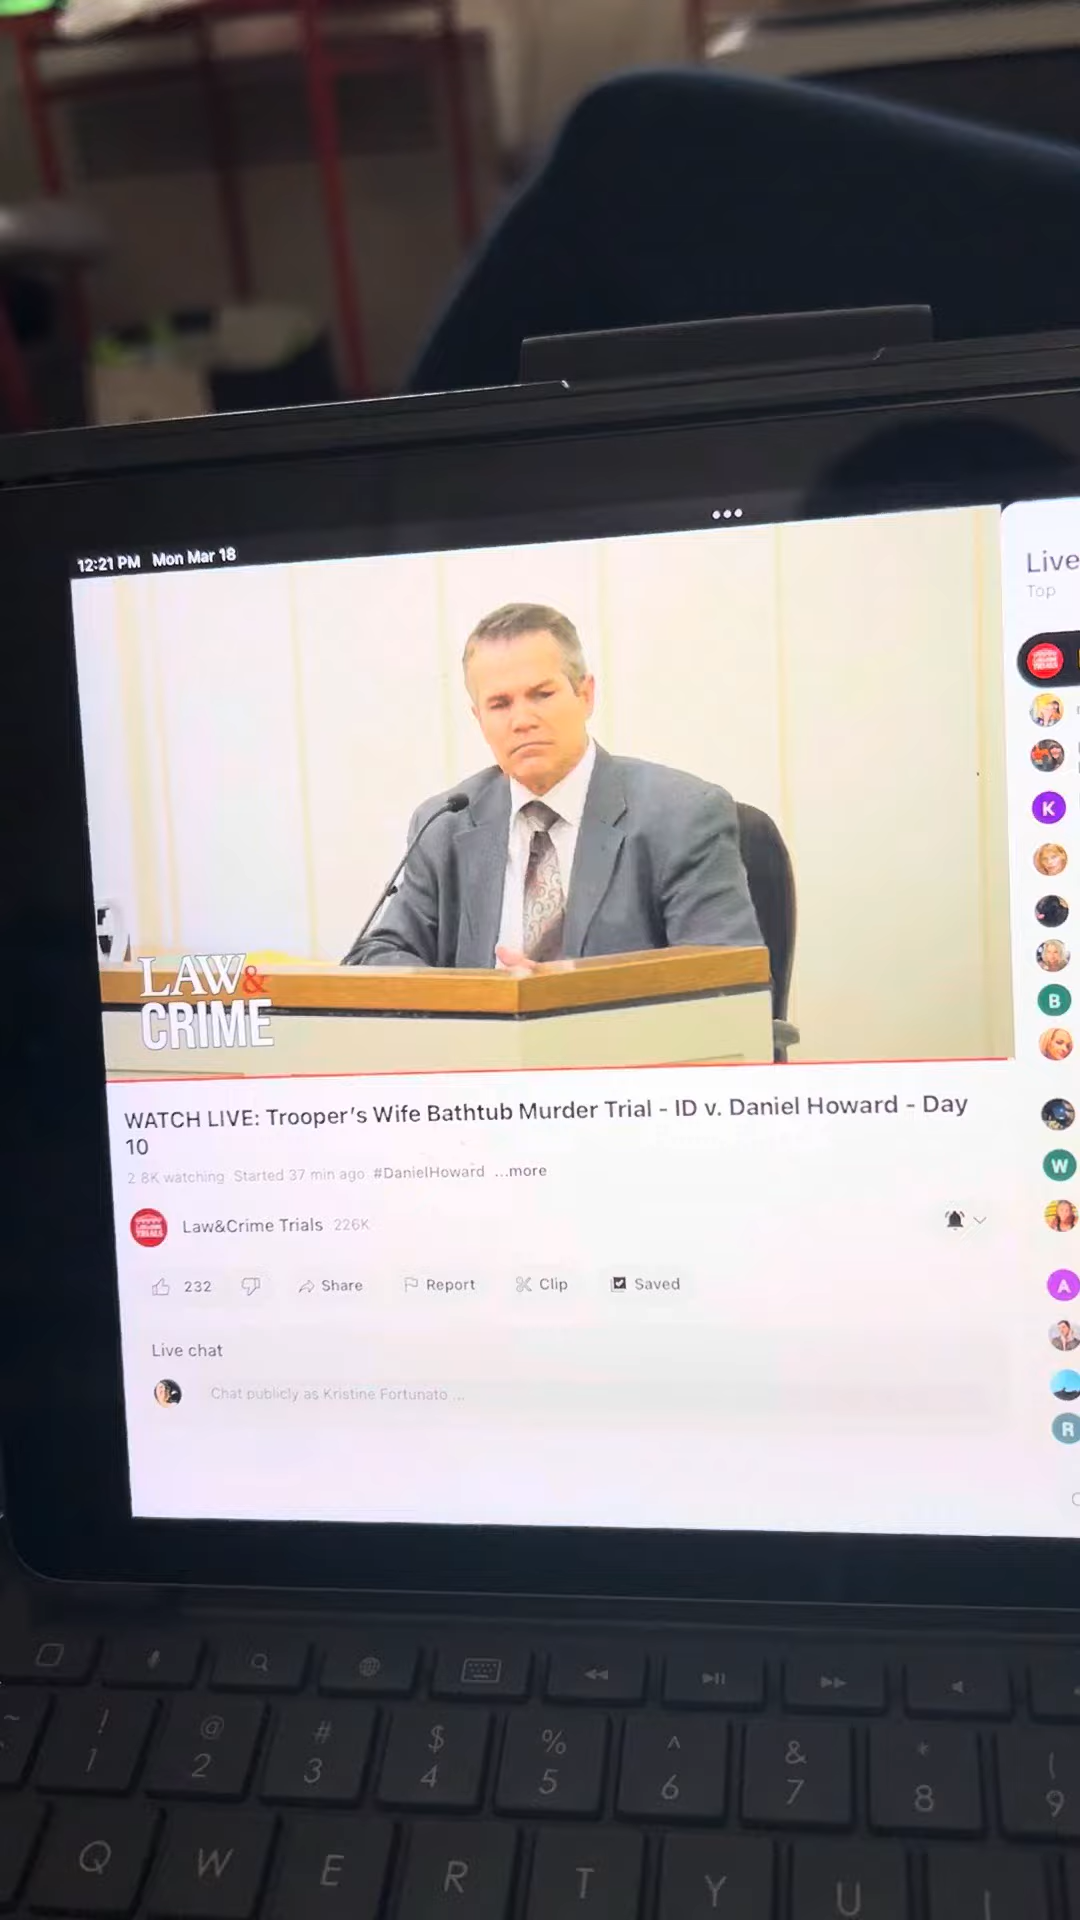 12:21 PM Mon Mar 18
LAW&
CRIME
WATCH LIVE: Trooper's Wife Bathtub Murder Trial - ID v. Daniel Howard - Day
10
2.8K watching Started 37 min ago #DanielHoward ...more
Law&Crime Trials 226K
232 Share Report Clip Saved
Live chat
Chat publicly as Kristine Fortunato ...
Live
Top
K
B
W
A
R
~ ! @ # $ % ^ & * (
1 2 3 4 5 6 7 8 9
Q W E R T Y U I